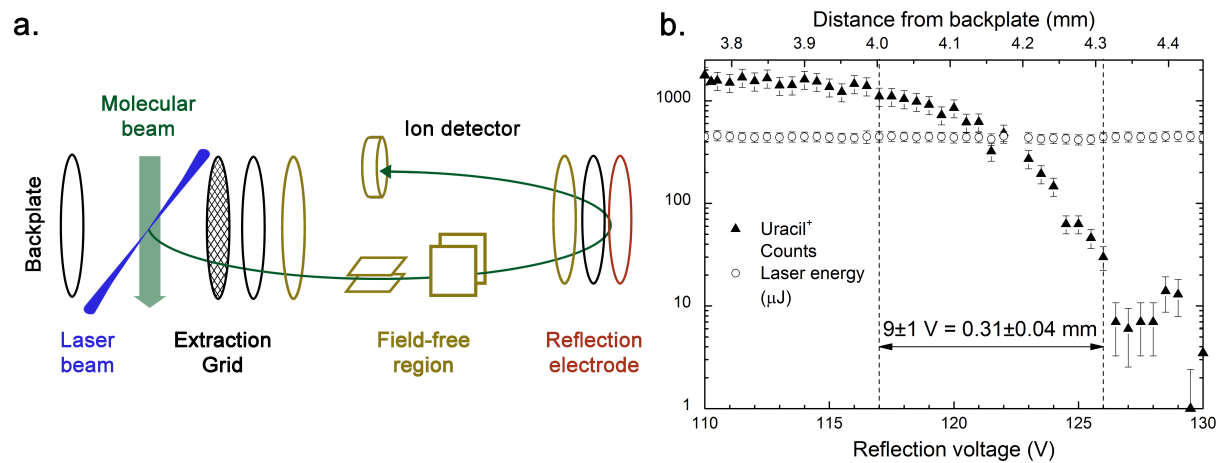 a.
Molecular
beam
Ion detector
Backplate
Laser
beam
Extraction
Grid
Field-free
region
Reflection
electrode
b.
Distance from backplate (mm)
3.8 3.9 4.0 4.1 4.2 4.3 4.4
1000
100
10
1
Uracil⁺
Counts
Laser energy
(μJ)
9±1 V = 0.31±0.04 mm
110 115 120 125 130
Reflection voltage (V)